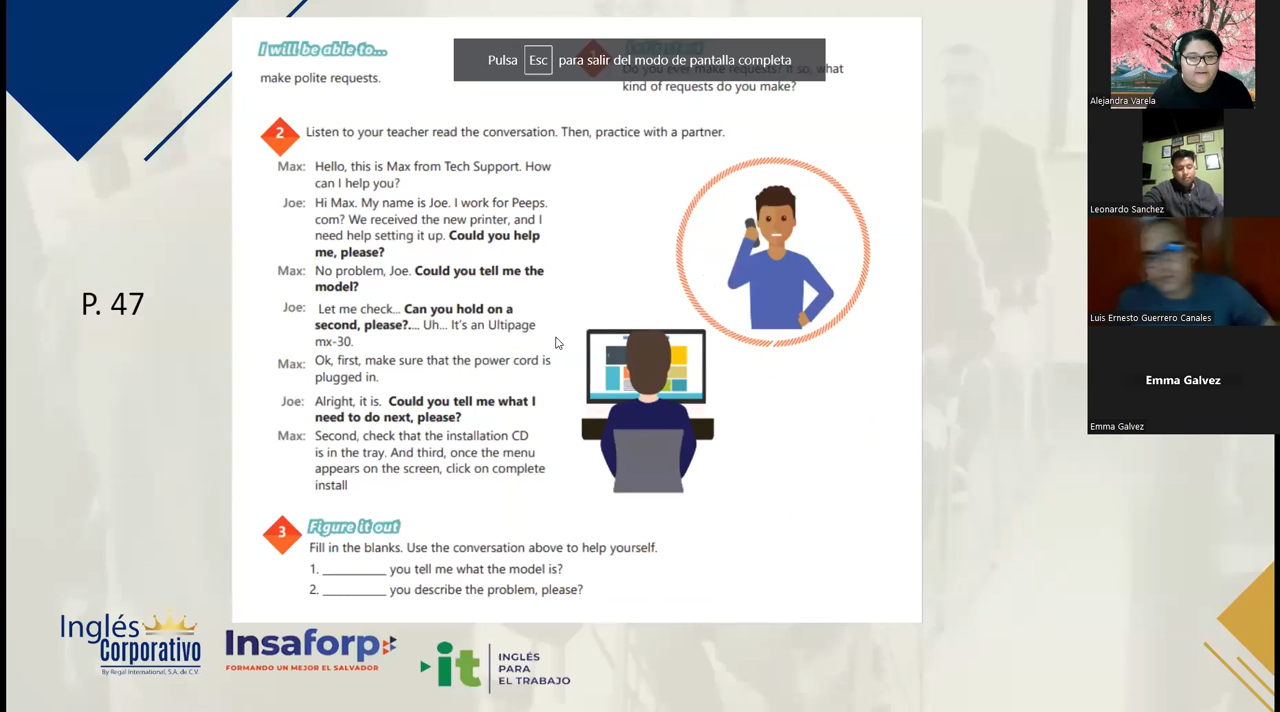 I will be able to...
make polite requests.
Pulsa Esc para salir del modo de pantalla completa
Do you ever make requests? If so, what
kind of requests do you make?
2 Listen to your teacher read the conversation. Then, practice with a partner.
Max: Hello, this is Max from Tech Support. How
can I help you?
Joe: Hi Max. My name is Joe. I work for Peeps.
com? We received the new printer, and I
need help setting it up. Could you help
me, please?
Max: No problem, Joe. Could you tell me the
model?
Joe: Let me check... Can you hold on a
second, please?.... Uh... It's an Ultipage
mx-30.
Max: Ok, first, make sure that the power cord is
plugged in.
Joe: Alright, it is. Could you tell me what I
need to do next, please?
Max: Second, check that the installation CD
is in the tray. And third, once the menu
appears on the screen, click on complete
install
P. 47
3 Figure it out
Fill in the blanks. Use the conversation above to help yourself.
1. __________ you tell me what the model is?
2. __________ you describe the problem, please?
Inglés
Corporativo
By Regal International, S.A. de C.V.
Insaforp
FORMANDO UN MEJOR EL SALVADOR
it
INGLÉS
PARA
EL TRABAJO
Alejandra Varela
Leonardo Sanchez
Luis Ernesto Guerrero Canales
Emma Galvez
Emma Galvez